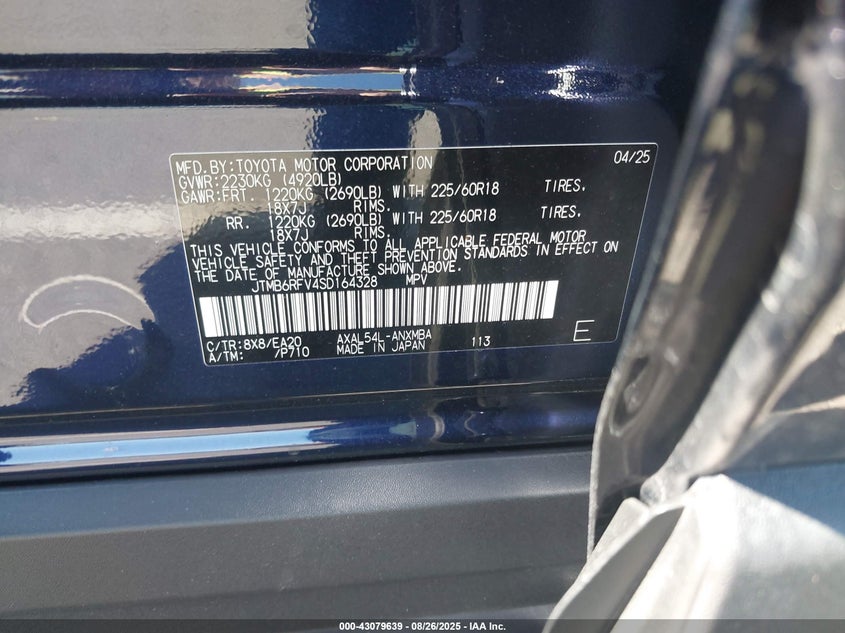 MFD.BY:TOYOTA MOTOR CORPORATION 04/25
GVWR:2230KG (4920LB)
GAWR:FRT. 1220KG (2690LB) WITH 225/60R18 TIRES.
18X7J RIMS.
RR. 1220KG (2690LB) WITH 225/60R18 TIRES.
18X7J RIMS.
THIS VEHICLE CONFORMS TO ALL APPLICABLE FEDERAL MOTOR
VEHICLE SAFETY AND THEFT PREVENTION STANDARDS IN EFFECT ON
THE DATE OF MANUFACTURE SHOWN ABOVE.
JTMB6RFV4SD164328 MPV
C/TR:8X8/EA20 AXAL54L-ANXMBA 113 E
A/TM: /P710 MADE IN JAPAN
000-43079639 - 08/26/2025 - IAA Inc.